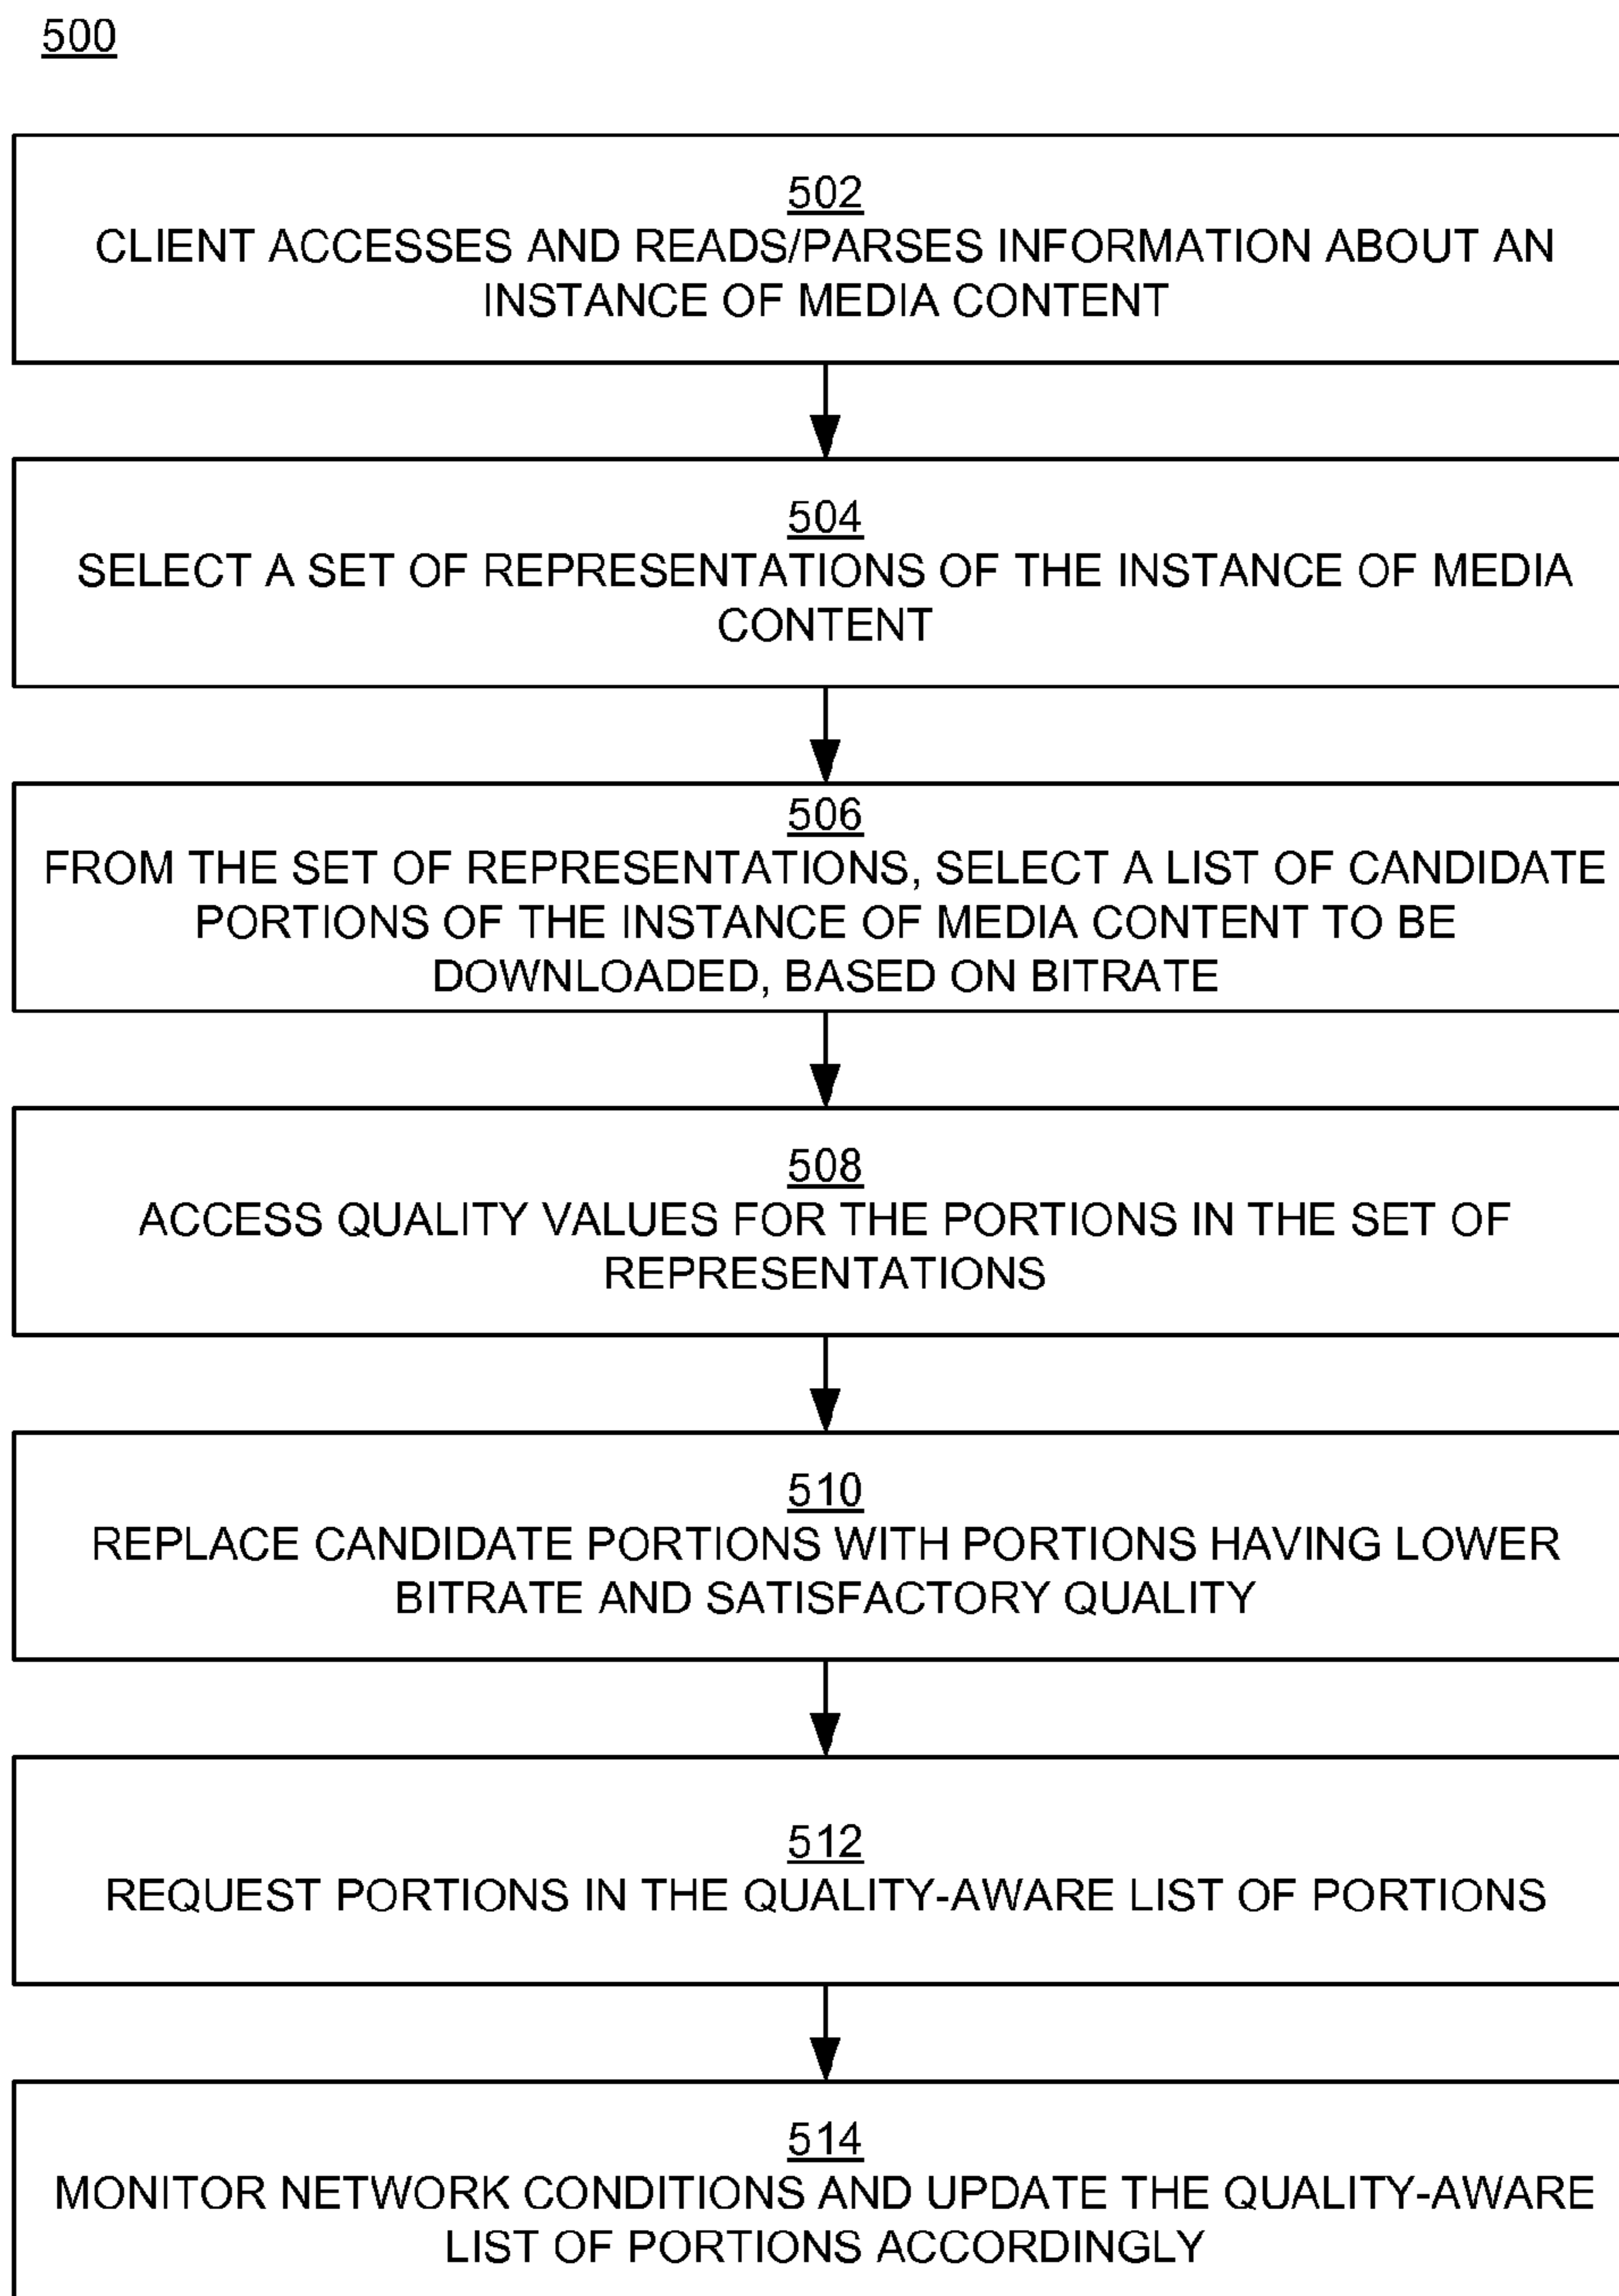 500
502
CLIENT ACCESSES AND READS/PARSES INFORMATION ABOUT AN
INSTANCE OF MEDIA CONTENT
504
SELECT A SET OF REPRESENTATIONS OF THE INSTANCE OF MEDIA
CONTENT
506
FROM THE SET OF REPRESENTATIONS, SELECT A LIST OF CANDIDATE
PORTIONS OF THE INSTANCE OF MEDIA CONTENT TO BE
DOWNLOADED, BASED ON BITRATE
508
ACCESS QUALITY VALUES FOR THE PORTIONS IN THE SET OF
REPRESENTATIONS
510
REPLACE CANDIDATE PORTIONS WITH PORTIONS HAVING LOWER
BITRATE AND SATISFACTORY QUALITY
512
REQUEST PORTIONS IN THE QUALITY-AWARE LIST OF PORTIONS
514
MONITOR NETWORK CONDITIONS AND UPDATE THE QUALITY-AWARE
LIST OF PORTIONS ACCORDINGLY